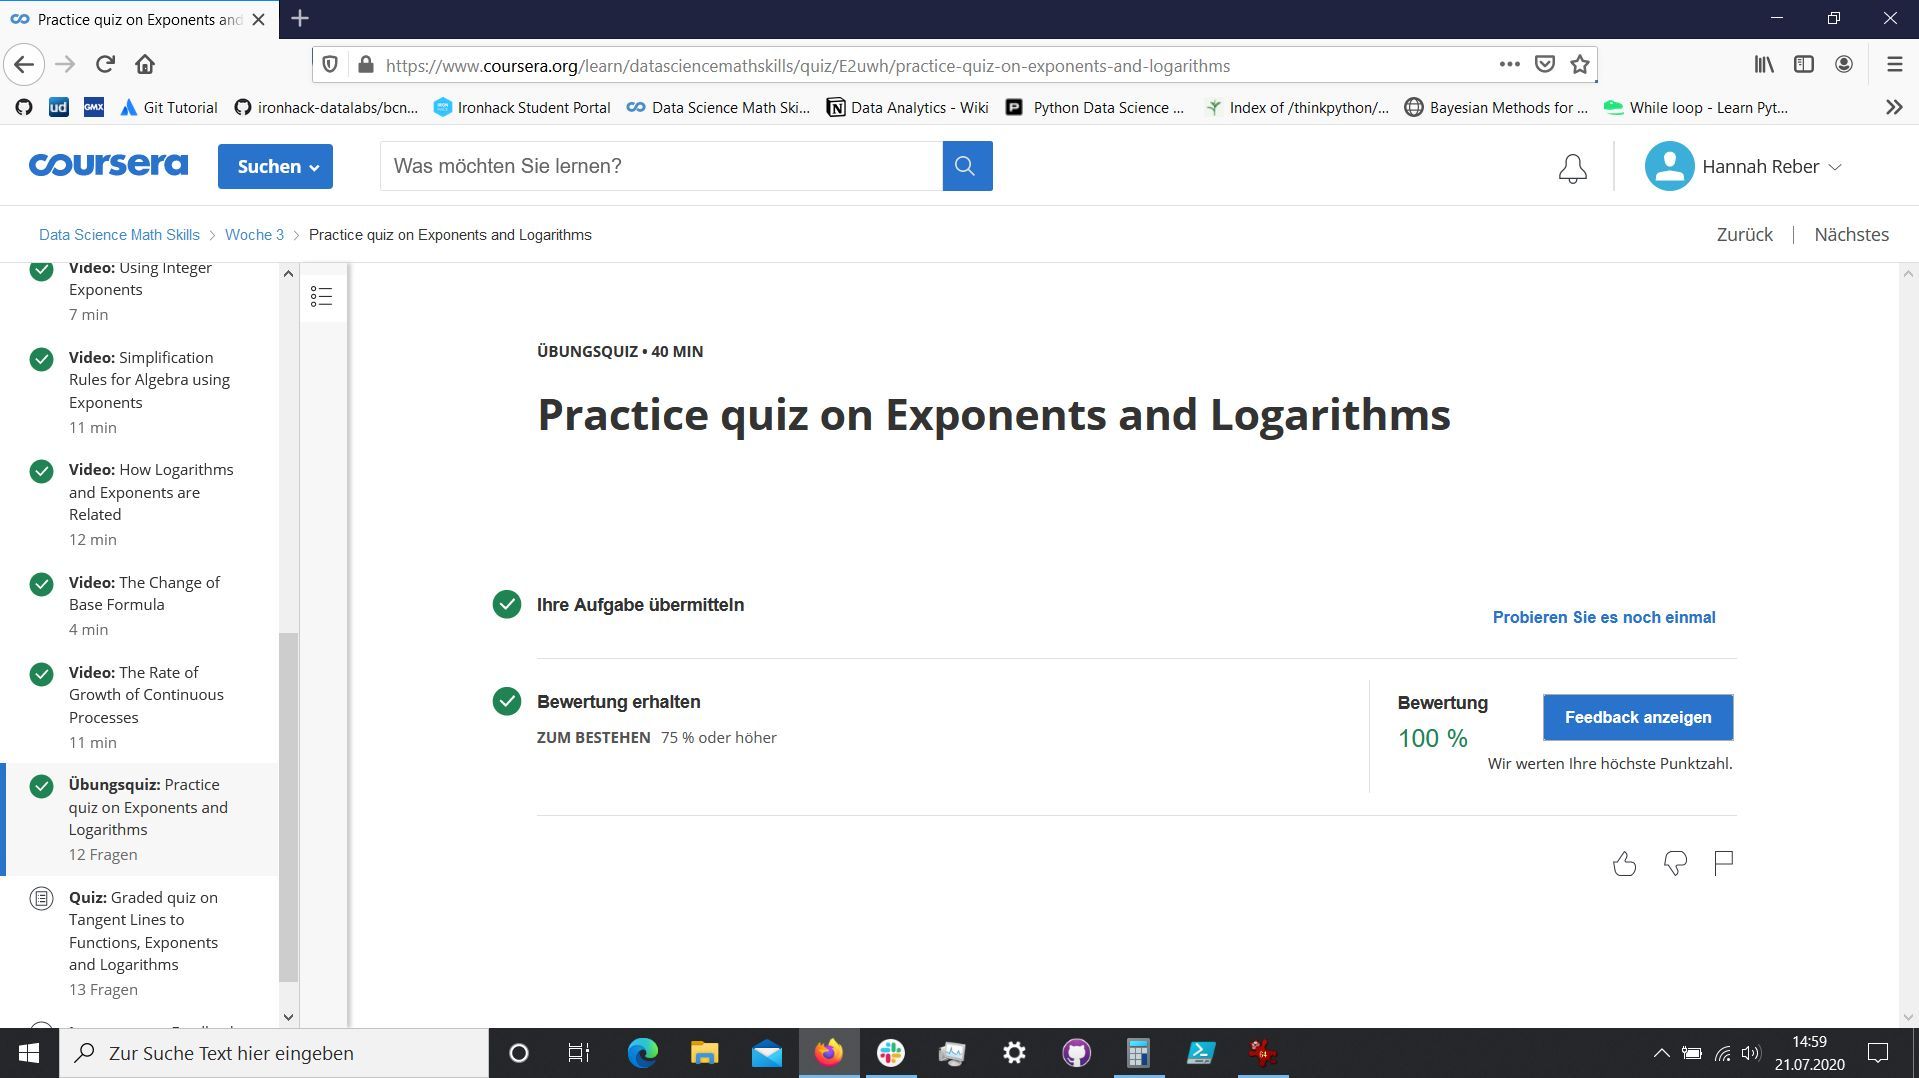 Practice quiz on Exponents and
https://www.coursera.org/learn/datasciencemathskills/quiz/E2uwh/practice-quiz-on-exponents-and-logarithms
ud GMX Git Tutorial ironhack-datalabs/bcn... Ironhack Student Portal Data Science Math Ski... Data Analytics - Wiki Python Data Science ... Index of /thinkpython/... Bayesian Methods for ... While loop - Learn Pyt...
coursera Suchen Was möchten Sie lernen? Hannah Reber
Data Science Math Skills > Woche 3 > Practice quiz on Exponents and Logarithms Zurück | Nächstes
Video: Using Integer
Exponents
7 min
Video: Simplification
Rules for Algebra using
Exponents
11 min
Video: How Logarithms
and Exponents are
Related
12 min
Video: The Change of
Base Formula
4 min
Video: The Rate of
Growth of Continuous
Processes
11 min
Übungsquiz: Practice
quiz on Exponents and
Logarithms
12 Fragen
Quiz: Graded quiz on
Tangent Lines to
Functions, Exponents
and Logarithms
13 Fragen
ÜBUNGSQUIZ • 40 MIN
Practice quiz on Exponents and Logarithms
Ihre Aufgabe übermitteln
Probieren Sie es noch einmal
Bewertung erhalten
ZUM BESTEHEN 75 % oder höher
Bewertung
100 %
Feedback anzeigen
Wir werten Ihre höchste Punktzahl.
Zur Suche Text hier eingeben
64
14:59
21.07.2020